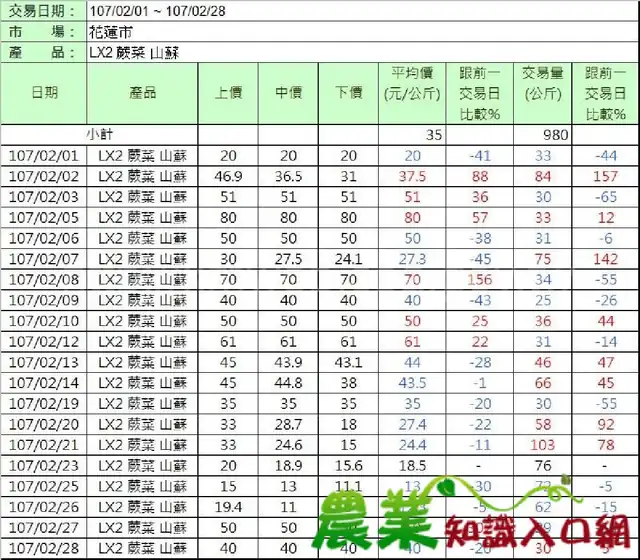 交易日期： 107/02/01 ~ 107/02/28
市 場： 花蓮市
產 品： LX2 蕨菜 山蘇
日期 產品 上價 中價 下價 平均價 (元/公斤) 跟前一交易日比較% 交易量 (公斤) 跟前一交易日比較%
小計 35 980
107/02/01 LX2 蕨菜 山蘇 20 20 20 20 -41 33 -44
107/02/02 LX2 蕨菜 山蘇 46.9 36.5 31 37.5 88 84 157
107/02/03 LX2 蕨菜 山蘇 51 51 51 51 36 30 -65
107/02/05 LX2 蕨菜 山蘇 80 80 80 80 57 33 12
107/02/06 LX2 蕨菜 山蘇 50 50 50 50 -38 31 -6
107/02/07 LX2 蕨菜 山蘇 30 27.5 24.1 27.3 -45 75 142
107/02/08 LX2 蕨菜 山蘇 70 70 70 70 156 34 -55
107/02/09 LX2 蕨菜 山蘇 40 40 40 40 -43 25 -26
107/02/10 LX2 蕨菜 山蘇 50 50 50 50 25 36 44
107/02/12 LX2 蕨菜 山蘇 61 61 61 61 22 31 -14
107/02/13 LX2 蕨菜 山蘇 45 43.9 43.1 44 -28 46 47
107/02/14 LX2 蕨菜 山蘇 45 44.8 38 43.5 -1 66 45
107/02/19 LX2 蕨菜 山蘇 35 35 35 35 -20 30 -55
107/02/20 LX2 蕨菜 山蘇 33 28.7 18 27.4 -22 58 92
107/02/21 LX2 蕨菜 山蘇 33 24.6 15 24.4 -11 103 78
107/02/23 LX2 蕨菜 山蘇 20 18.9 15.6 18.5 - 76 -
107/02/25 LX2 蕨菜 山蘇 15 13 11.1 13 -30 -5
107/02/26 LX2 蕨菜 山蘇 19.4 11 62 -15
107/02/27 LX2 蕨菜 山蘇 50 50
107/02/28 LX2 蕨菜 山蘇 40 40 40 40 -20 30
農業知識入口網